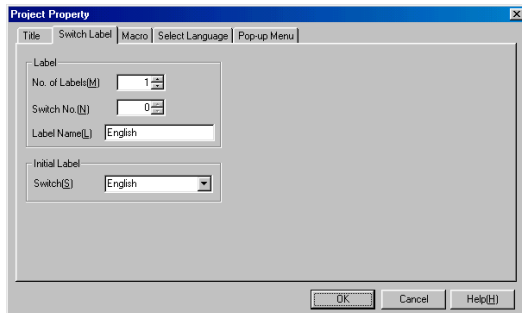 Project Property
Title Switch Label Macro Select Language Pop-up Menu
Label
No. of Labels(M) 1
Switch No.(N) 0
Label Name(L) English
Initial Label
Switch(S) English
OK Cancel Help(H)